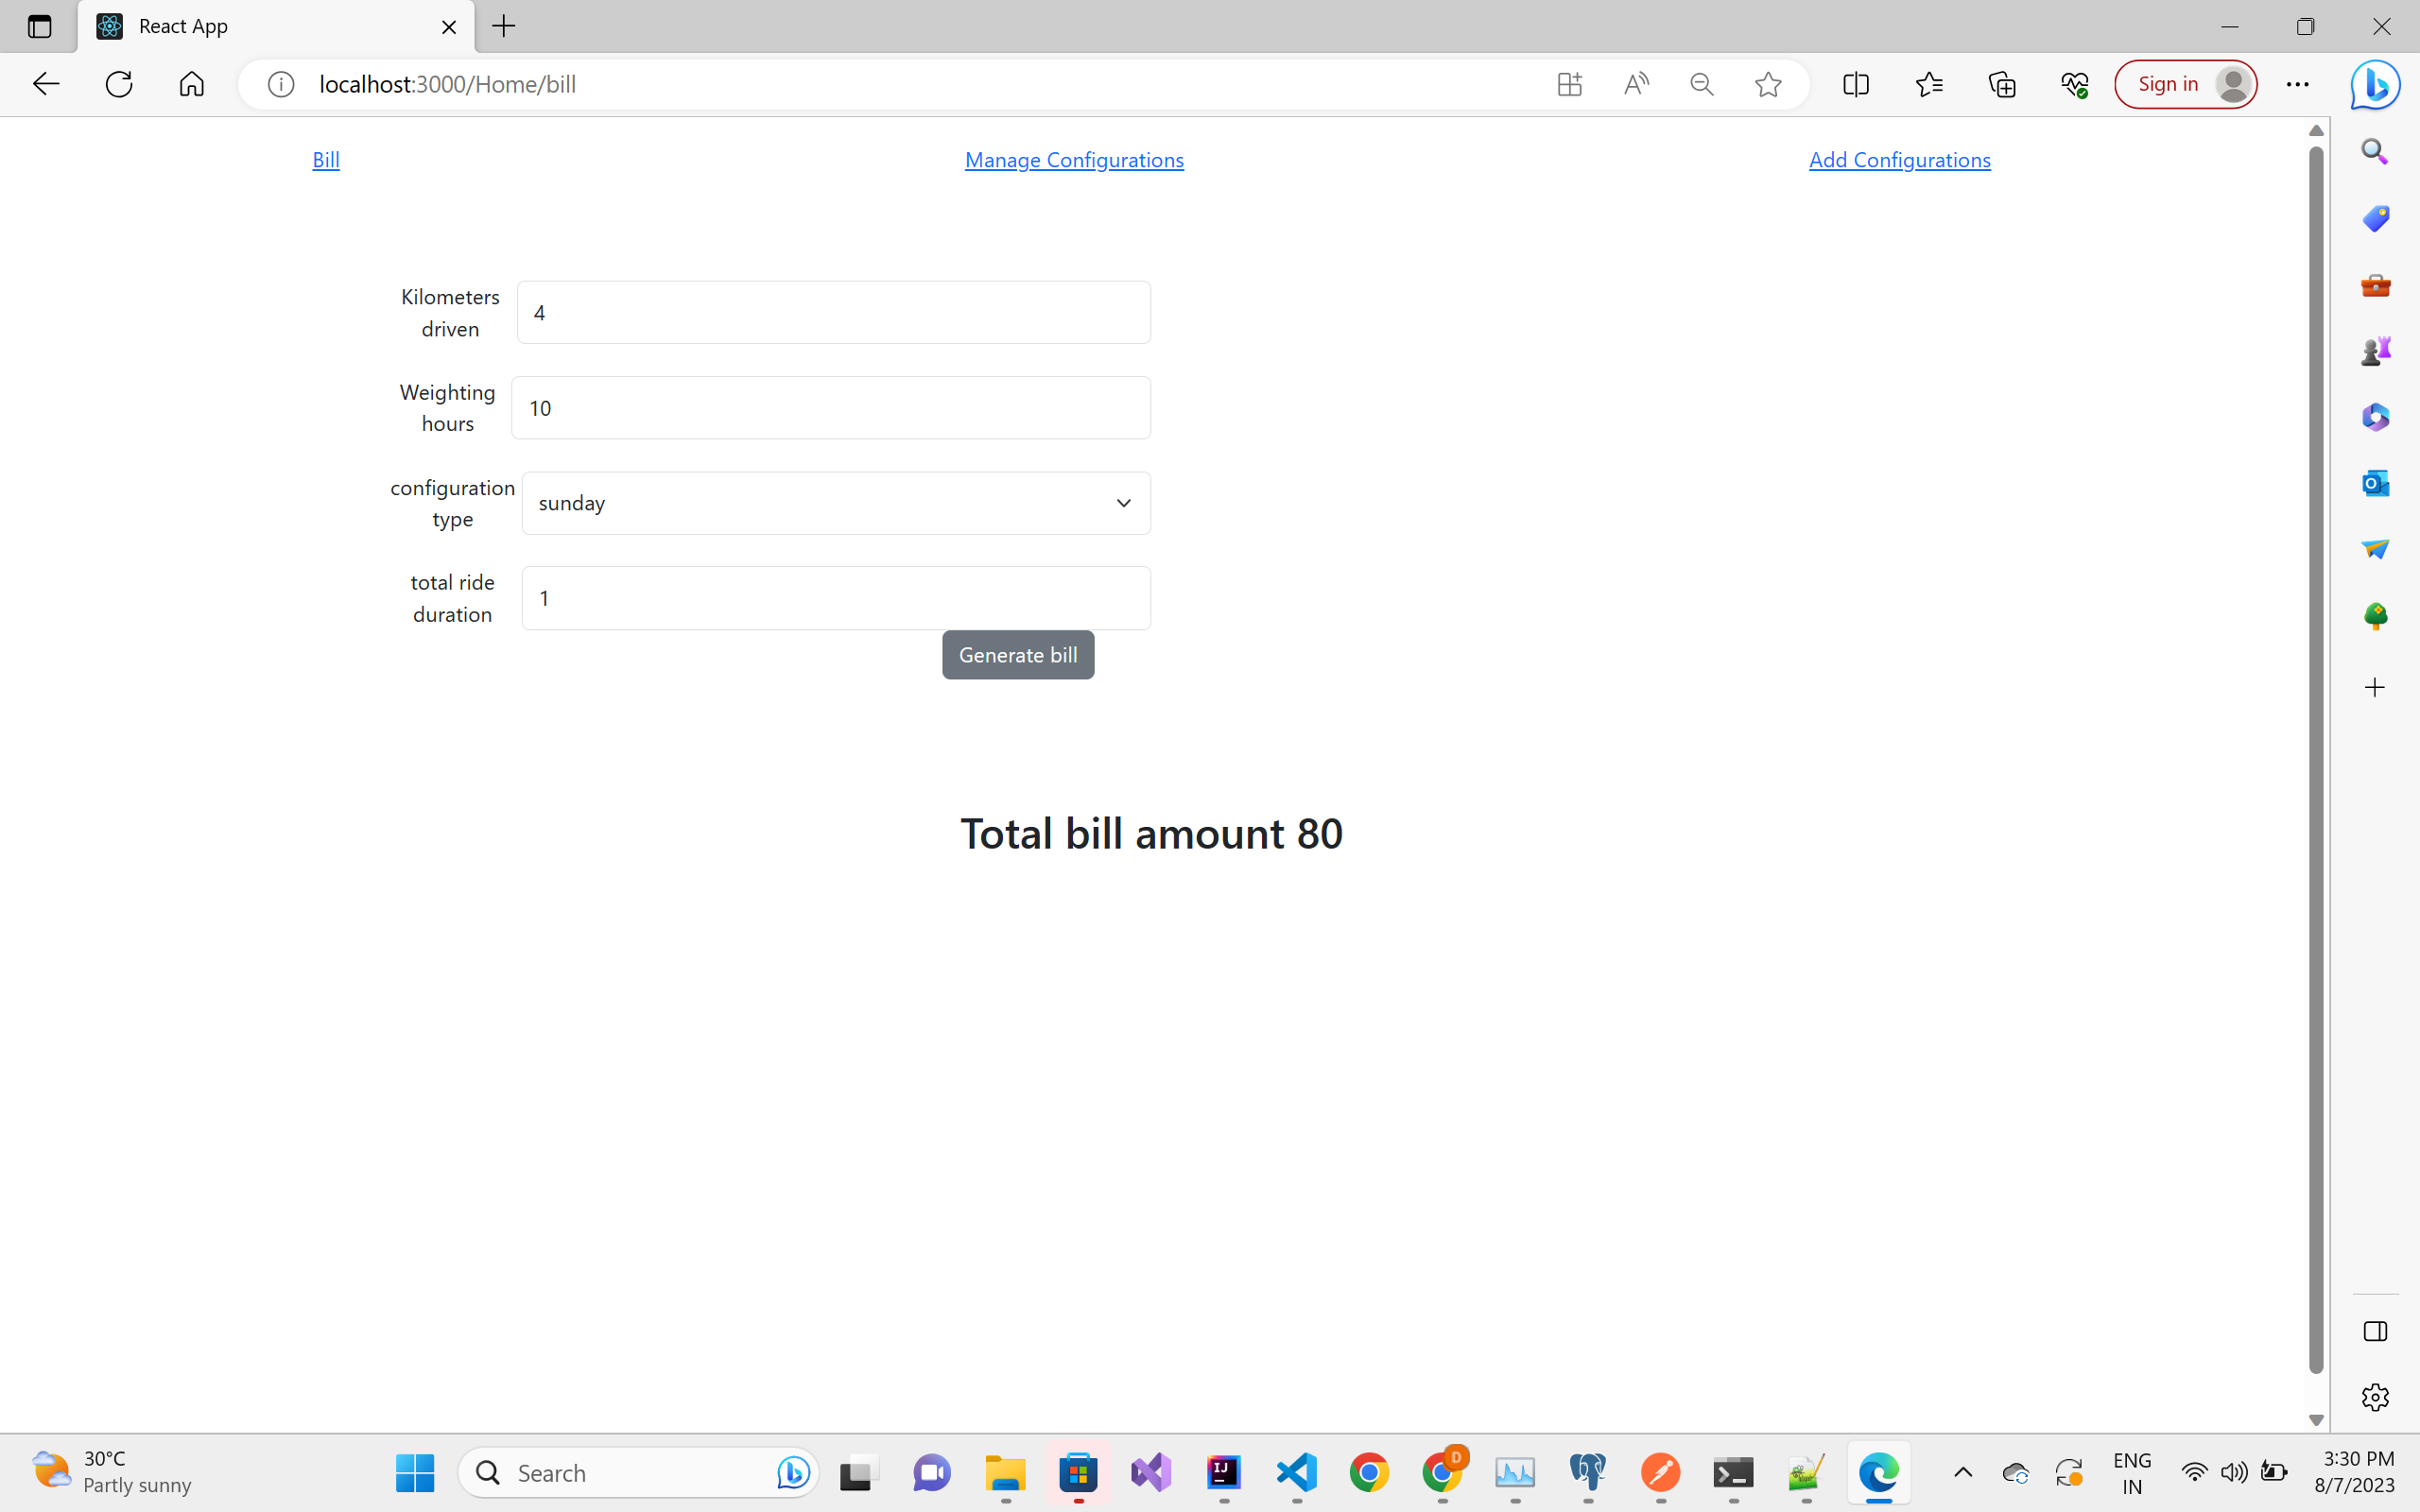 React App
localhost:3000/Home/bill
Sign in
Bill
Manage Configurations
Add Configurations
Kilometers
driven
4
Weighting
hours
10
configuration
type
sunday
total ride
duration
1
Generate bill
Total bill amount 80
30°C
Partly sunny
Search
IJ
D
ENG
IN
3:30 PM
8/7/2023